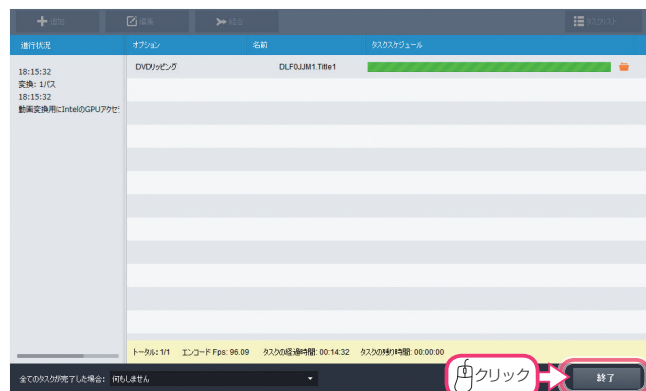 追加
編集
結合
タスクリスト
進行状況
オプション
名前
タスクスケジュール
18:15:32
変換: 1/パス
18:15:32
動画変換用にIntelのGPUアクセ
DVDリッピング
DLF0JJM1.Title1
トータル: 1/1 エンコード Fps: 96.09 タスクの経過時間: 00:14:32 タスクの残り時間: 00:00:00
全てのタスクが完了した場合: 何もしません
クリック
終了